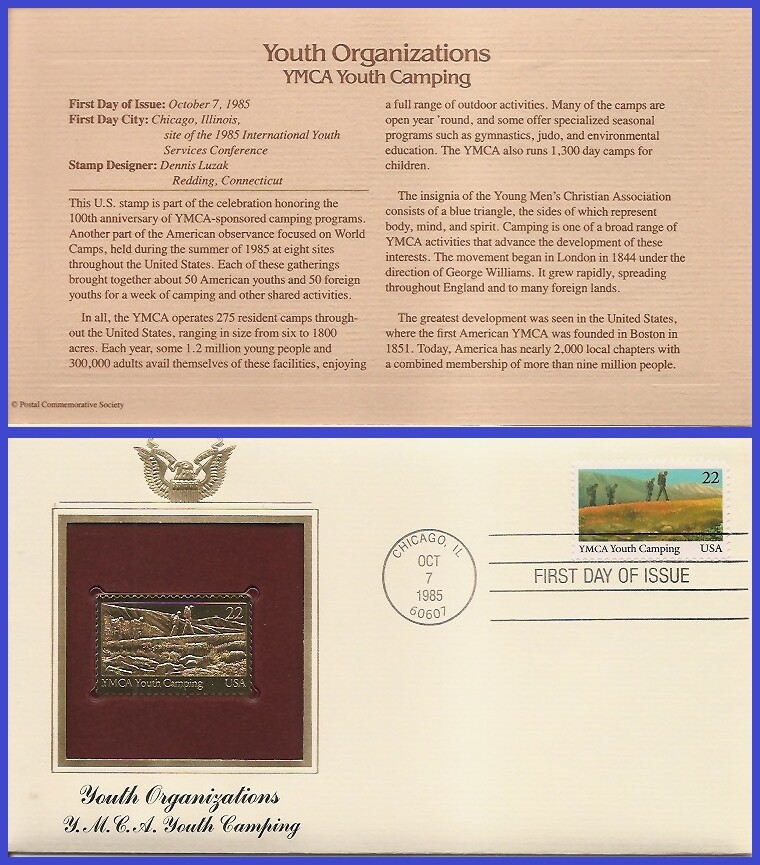 Youth Organizations
YMCA Youth Camping
First Day of Issue: October 7, 1985
First Day City: Chicago, Illinois,
site of the 1985 International Youth
Services Conference
Stamp Designer: Dennis Luzak
Redding, Connecticut
This U.S. stamp is part of the celebration honoring the
100th anniversary of YMCA-sponsored camping programs.
Another part of the American observance focused on World
Camps, held during the summer of 1985 at eight sites
throughout the United States. Each of these gatherings
brought together about 50 American youths and 50 foreign
youths for a week of camping and other shared activities.
In all, the YMCA operates 275 resident camps through-
out the United States, ranging in size from six to 1800
acres. Each year, some 1.2 million young people and
300,000 adults avail themselves of these facilities, enjoying
a full range of outdoor activities. Many of the camps are
open year 'round, and some offer specialized seasonal
programs such as gymnastics, judo, and environmental
education. The YMCA also runs 1,300 day camps for
children.
The insignia of the Young Men's Christian Association
consists of a blue triangle, the sides of which represent
body, mind, and spirit. Camping is one of a broad range of
YMCA activities that advance the development of these
interests. The movement began in London in 1844 under the
direction of George Williams. It grew rapidly, spreading
throughout England and to many foreign lands.
The greatest development was seen in the United States,
where the first American YMCA was founded in Boston in
1851. Today, America has nearly 2,000 local chapters with
a combined membership of more than nine million people.
© Postal Commemorative Society
22
YMCA Youth Camping USA
CHICAGO, IL
OCT
7
1985
60607
FIRST DAY OF ISSUE
22
YMCA Youth Camping USA
Youth Organizations
Y.M.C.A. Youth Camping